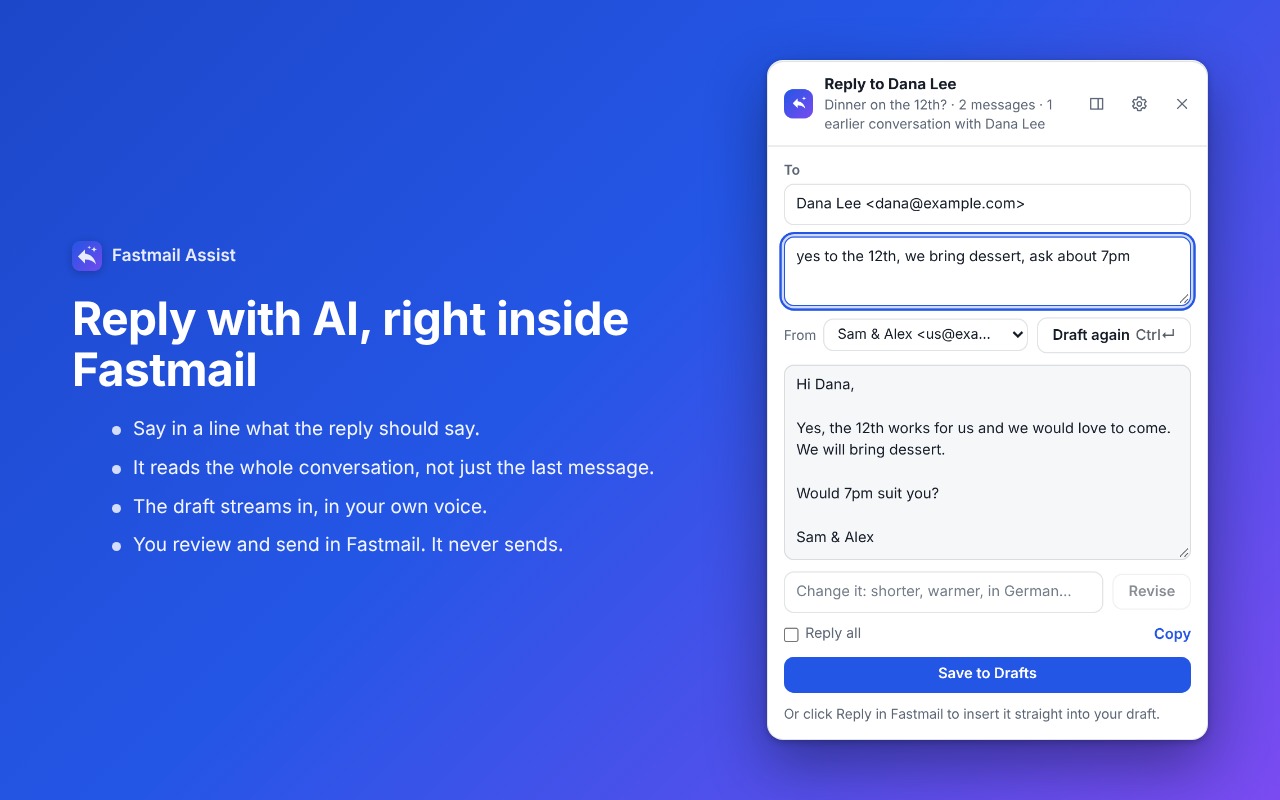 Fastmail Assist
Reply with AI, right inside
Fastmail
Say in a line what the reply should say.
It reads the whole conversation, not just the last message.
The draft streams in, in your own voice.
You review and send in Fastmail. It never sends.
Reply to Dana Lee
Dinner on the 12th? · 2 messages · 1
earlier conversation with Dana Lee
To
Dana Lee <dana@example.com>
yes to the 12th, we bring dessert, ask about 7pm
From
Sam & Alex <us@exa...
Draft again Ctrl↵
Hi Dana,
Yes, the 12th works for us and we would love to come.
We will bring dessert.
Would 7pm suit you?
Sam & Alex
Change it: shorter, warmer, in German...
Revise
Reply all
Copy
Save to Drafts
Or click Reply in Fastmail to insert it straight into your draft.